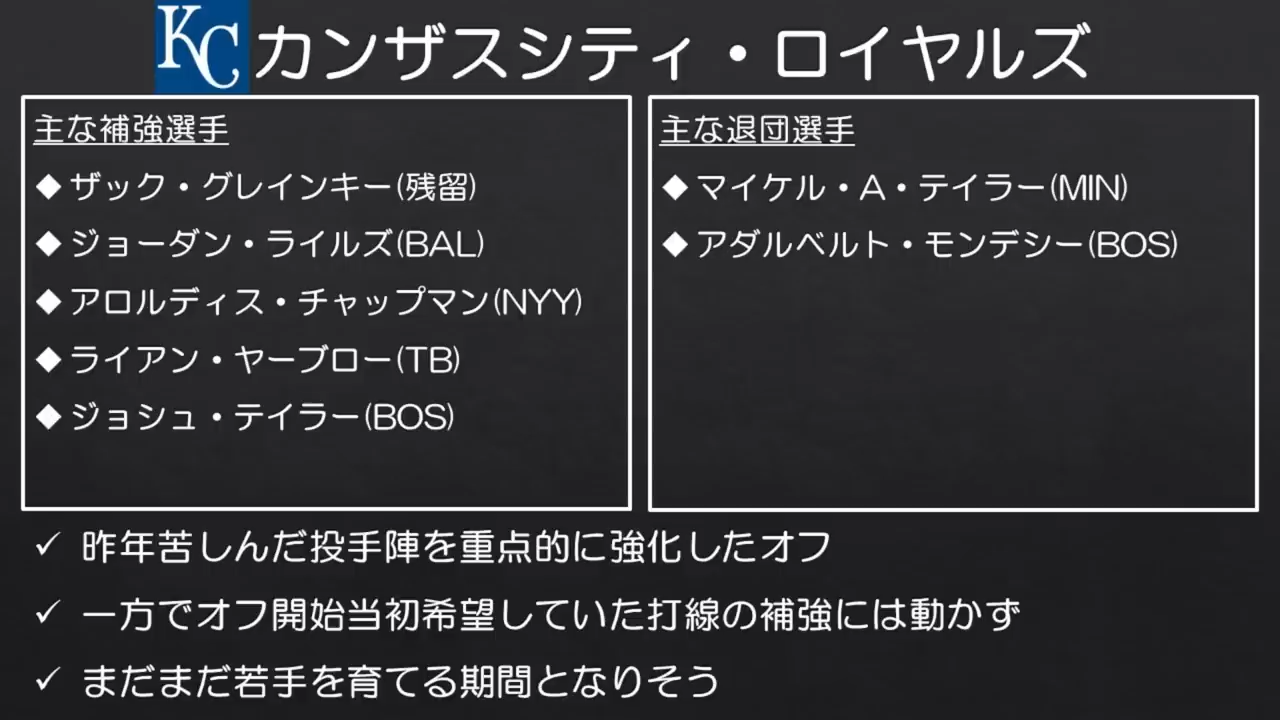 KC カンザスシティ・ロイヤルズ
主な補強選手
◆ザック・グレインキー(残留)
◆ジョーダン・ライルズ(BAL)
◆アロルディス・チャップマン(NYY)
◆ライアン・ヤーブロー(TB)
◆ジョシュ・テイラー(BOS)
主な退団選手
◆マイケル・A・テイラー(MIN)
◆アダルベルト・モンデシー(BOS)
✓ 昨年苦しんだ投手陣を重点的に強化したオフ
✓ 一方でオフ開始当初希望していた打線の補強には動かず
✓ まだまだ若手を育てる期間となりそう